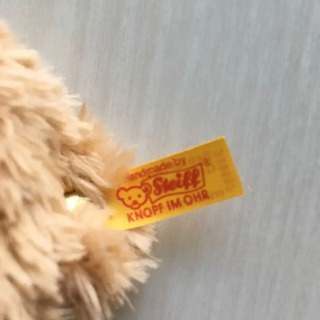 handmade by
Steiff
KNOPF IM OHR